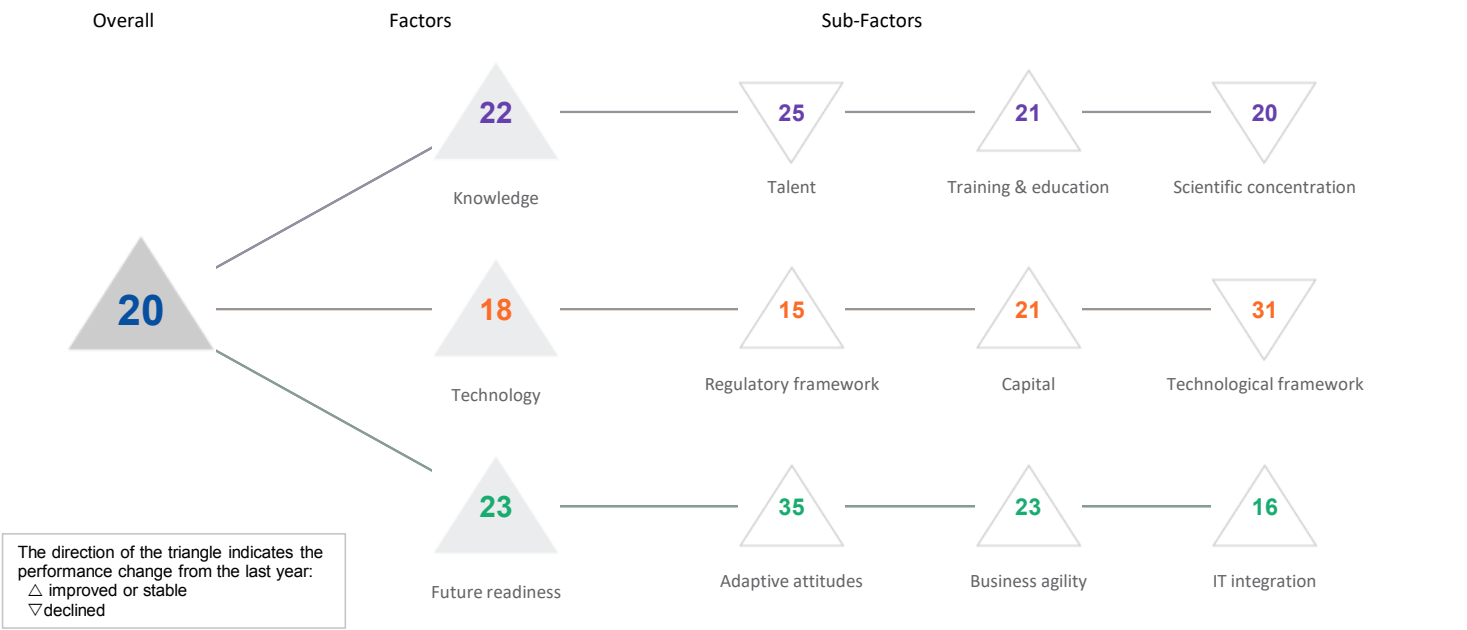 Overall
Factors
Sub-Factors
22
25
21
20
Knowledge
Talent
Training & education
Scientific concentration
20
18
15
21
31
Technology
Regulatory framework
Capital
Technological framework
23
35
23
16
Future readiness
Adaptive attitudes
Business agility
IT integration
The direction of the triangle indicates the
performance change from the last year:
△ improved or stable
▽declined